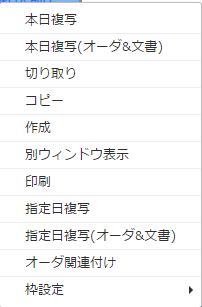 本日複写
本日複写(オーダ&文書)
切り取り
コピー
作成
別ウィンドウ表示
印刷
指定日複写
指定日複写(オーダ&文書)
オーダ関連付け
枠設定